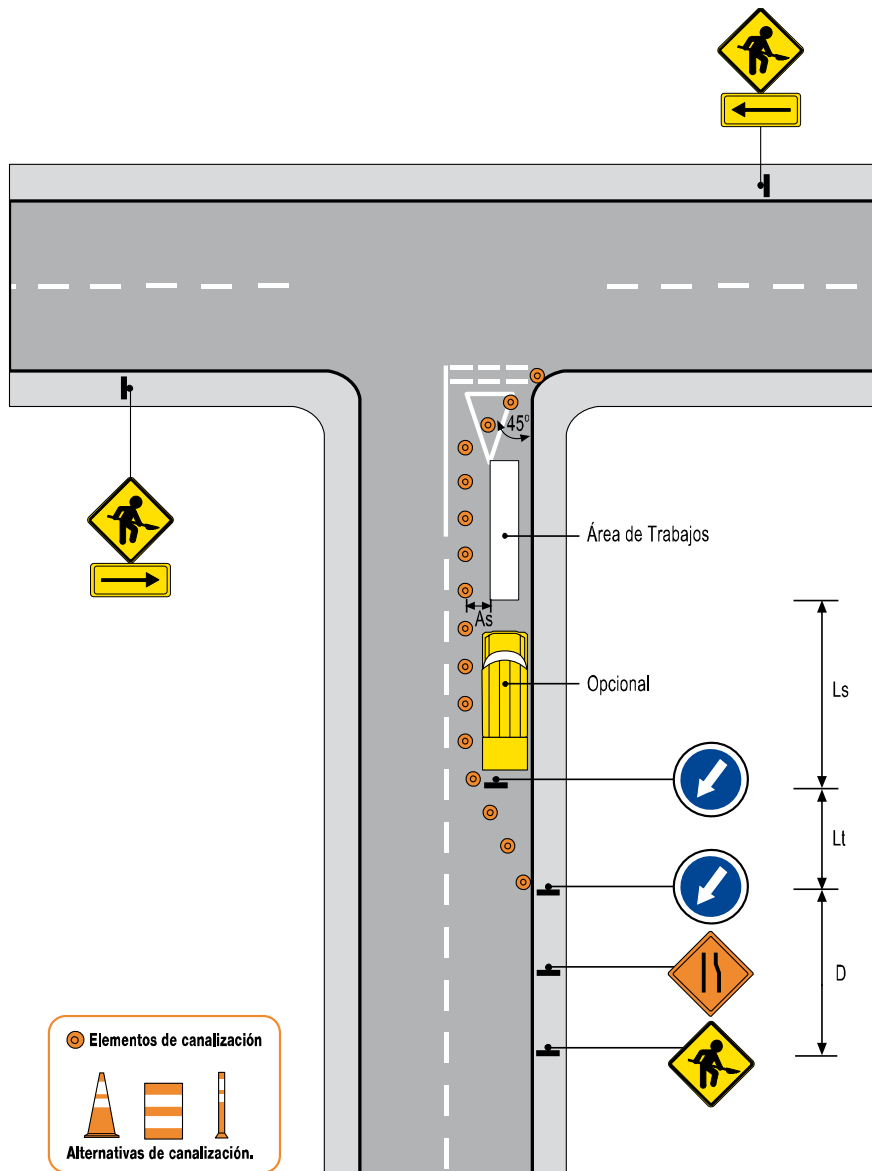 45°
Área de Trabajos
As
Opcional
Ls
Lt
D
Elementos de canalización
Alternativas de canalización.